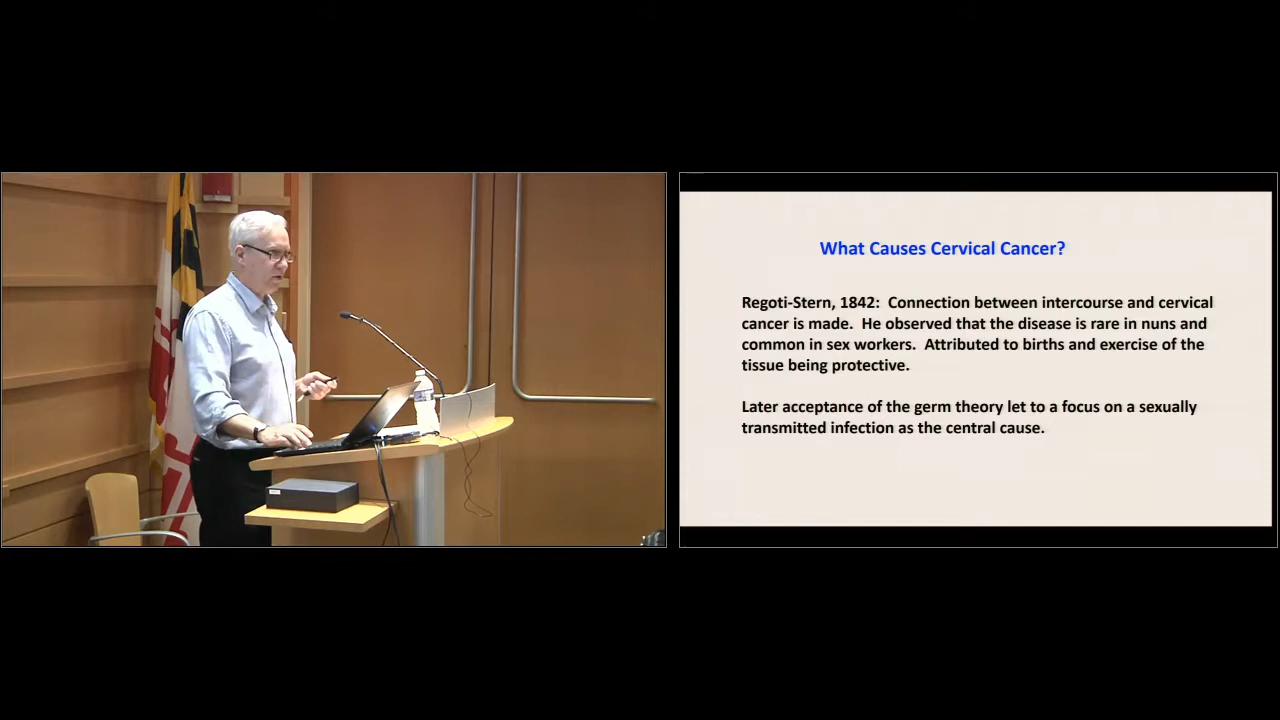 What Causes Cervical Cancer?
Regoti-Stern, 1842: Connection between intercourse and cervical
cancer is made. He observed that the disease is rare in nuns and
common in sex workers. Attributed to births and exercise of the
tissue being protective.
Later acceptance of the germ theory let to a focus on a sexually
transmitted infection as the central cause.